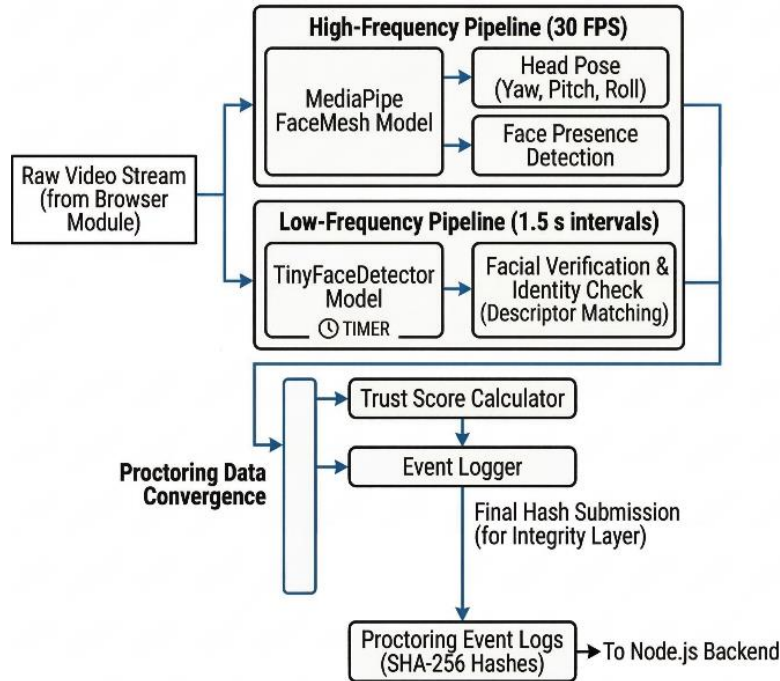 High-Frequency Pipeline (30 FPS)
MediaPipe
FaceMesh Model
Head Pose
(Yaw, Pitch, Roll)
Face Presence
Detection
Raw Video Stream
(from Browser
Module)
Low-Frequency Pipeline (1.5 s intervals)
TinyFaceDetector
Model
TIMER
Facial Verification &
Identity Check
(Descriptor Matching)
Trust Score Calculator
Proctoring Data
Convergence
Event Logger
Final Hash Submission
(for Integrity Layer)
Proctoring Event Logs
(SHA-256 Hashes)
To Node.js Backend